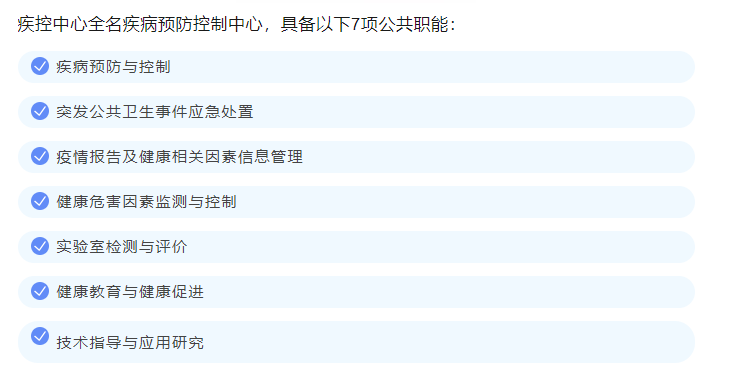 疾控中心全名疾病预防控制中心，具备以下7项公共职能：
疾病预防与控制
突发公共卫生事件应急处置
疫情报告及健康相关因素信息管理
健康危害因素监测与控制
实验室检测与评价
健康教育与健康促进
技术指导与应用研究